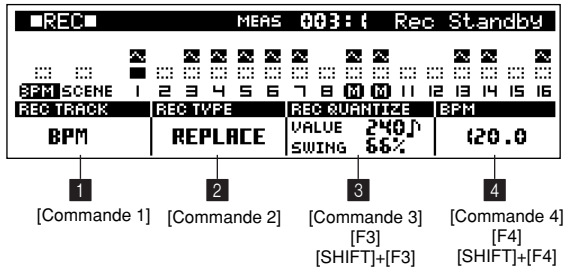 ■REC■ MEAS 003:1 Rec Standby
BPM SCENE 1 2 3 4 5 6 7 8 M M 11 12 13 14 15 16
REC TRACK REC TYPE REC QUANTIZE BPM
BPM REPLACE VALUE 240♪ 120.0
SWING 66%
1 2 3 4
[Commande 1] [Commande 2] [Commande 3] [Commande 4]
[F3] [F4]
[SHIFT]+[F3] [SHIFT]+[F4]